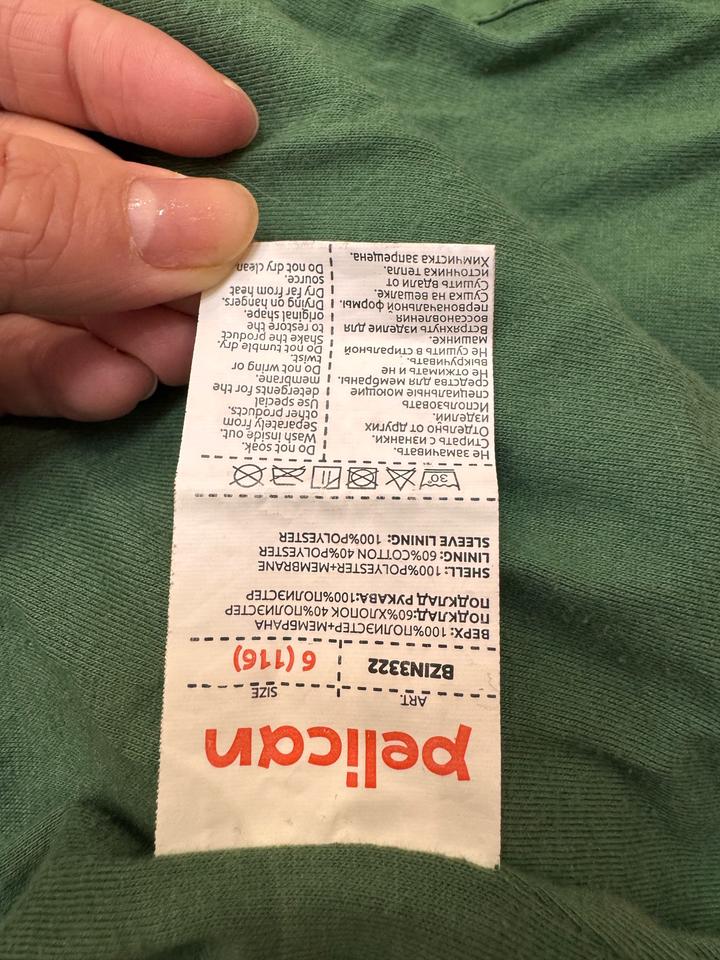 pelican
ART. SIZE
BZIN3322 6 (116)
ВЕРХ: 100%ПОЛИЭСТЕР+МЕМБРАНА
ПОДКЛАД:60%ХЛОПОК 40%ПОЛИЭСТЕР
ПОДКЛАД РУКАВА:100%ПОЛИЭСТЕР
SHELL: 100%POLYESTER+MEMBRANE
LINING: 60%COTTON 40%POLYESTER
SLEEVE LINING: 100%POLYESTER
30°
Не замачивать.
Стирать с изнанки.
Отдельно от других
изделий.
Использовать
специальные моющие
средства для мембраны.
Не отжимать и не
выкручивать.
Не сушить в стиральной
машинке.
Встряхнуть изделие для
восстановления
первоначальной формы.
Сушка на вешалке.
Сушить вдали от
источника тепла.
Химчистка запрещена.
Do not soak.
Wash inside out.
Separately from
other products.
Use special
detergents for the
membrane.
Do not wring or
twist.
Do not tumble dry.
Shake the product
to restore the
original shape.
Drying on hangers.
Dry far from heat
source.
Do not dry clean